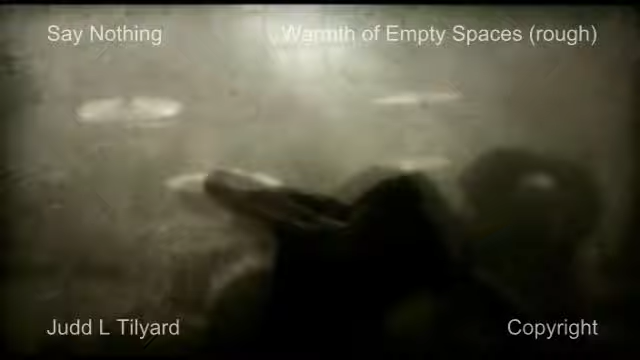 Say Nothing
Warmth of Empty Spaces (rough)
Judd L Tilyard
Copyright